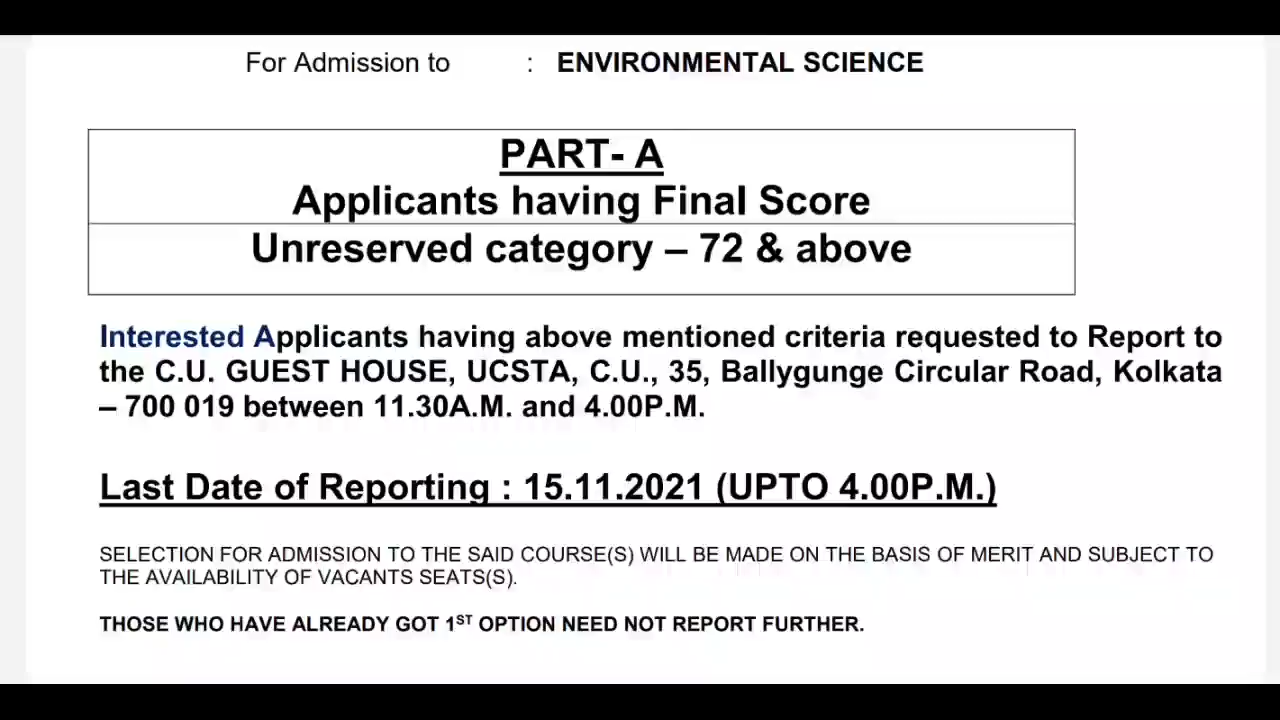 For Admission to : ENVIRONMENTAL SCIENCE
PART- A
Applicants having Final Score
Unreserved category – 72 & above
Interested Applicants having above mentioned criteria requested to Report to
the C.U. GUEST HOUSE, UCSTA, C.U., 35, Ballygunge Circular Road, Kolkata
– 700 019 between 11.30A.M. and 4.00P.M.
Last Date of Reporting : 15.11.2021 (UPTO 4.00P.M.)
SELECTION FOR ADMISSION TO THE SAID COURSE(S) WILL BE MADE ON THE BASIS OF MERIT AND SUBJECT TO
THE AVAILABILITY OF VACANTS SEATS(S).
THOSE WHO HAVE ALREADY GOT 1ST OPTION NEED NOT REPORT FURTHER.